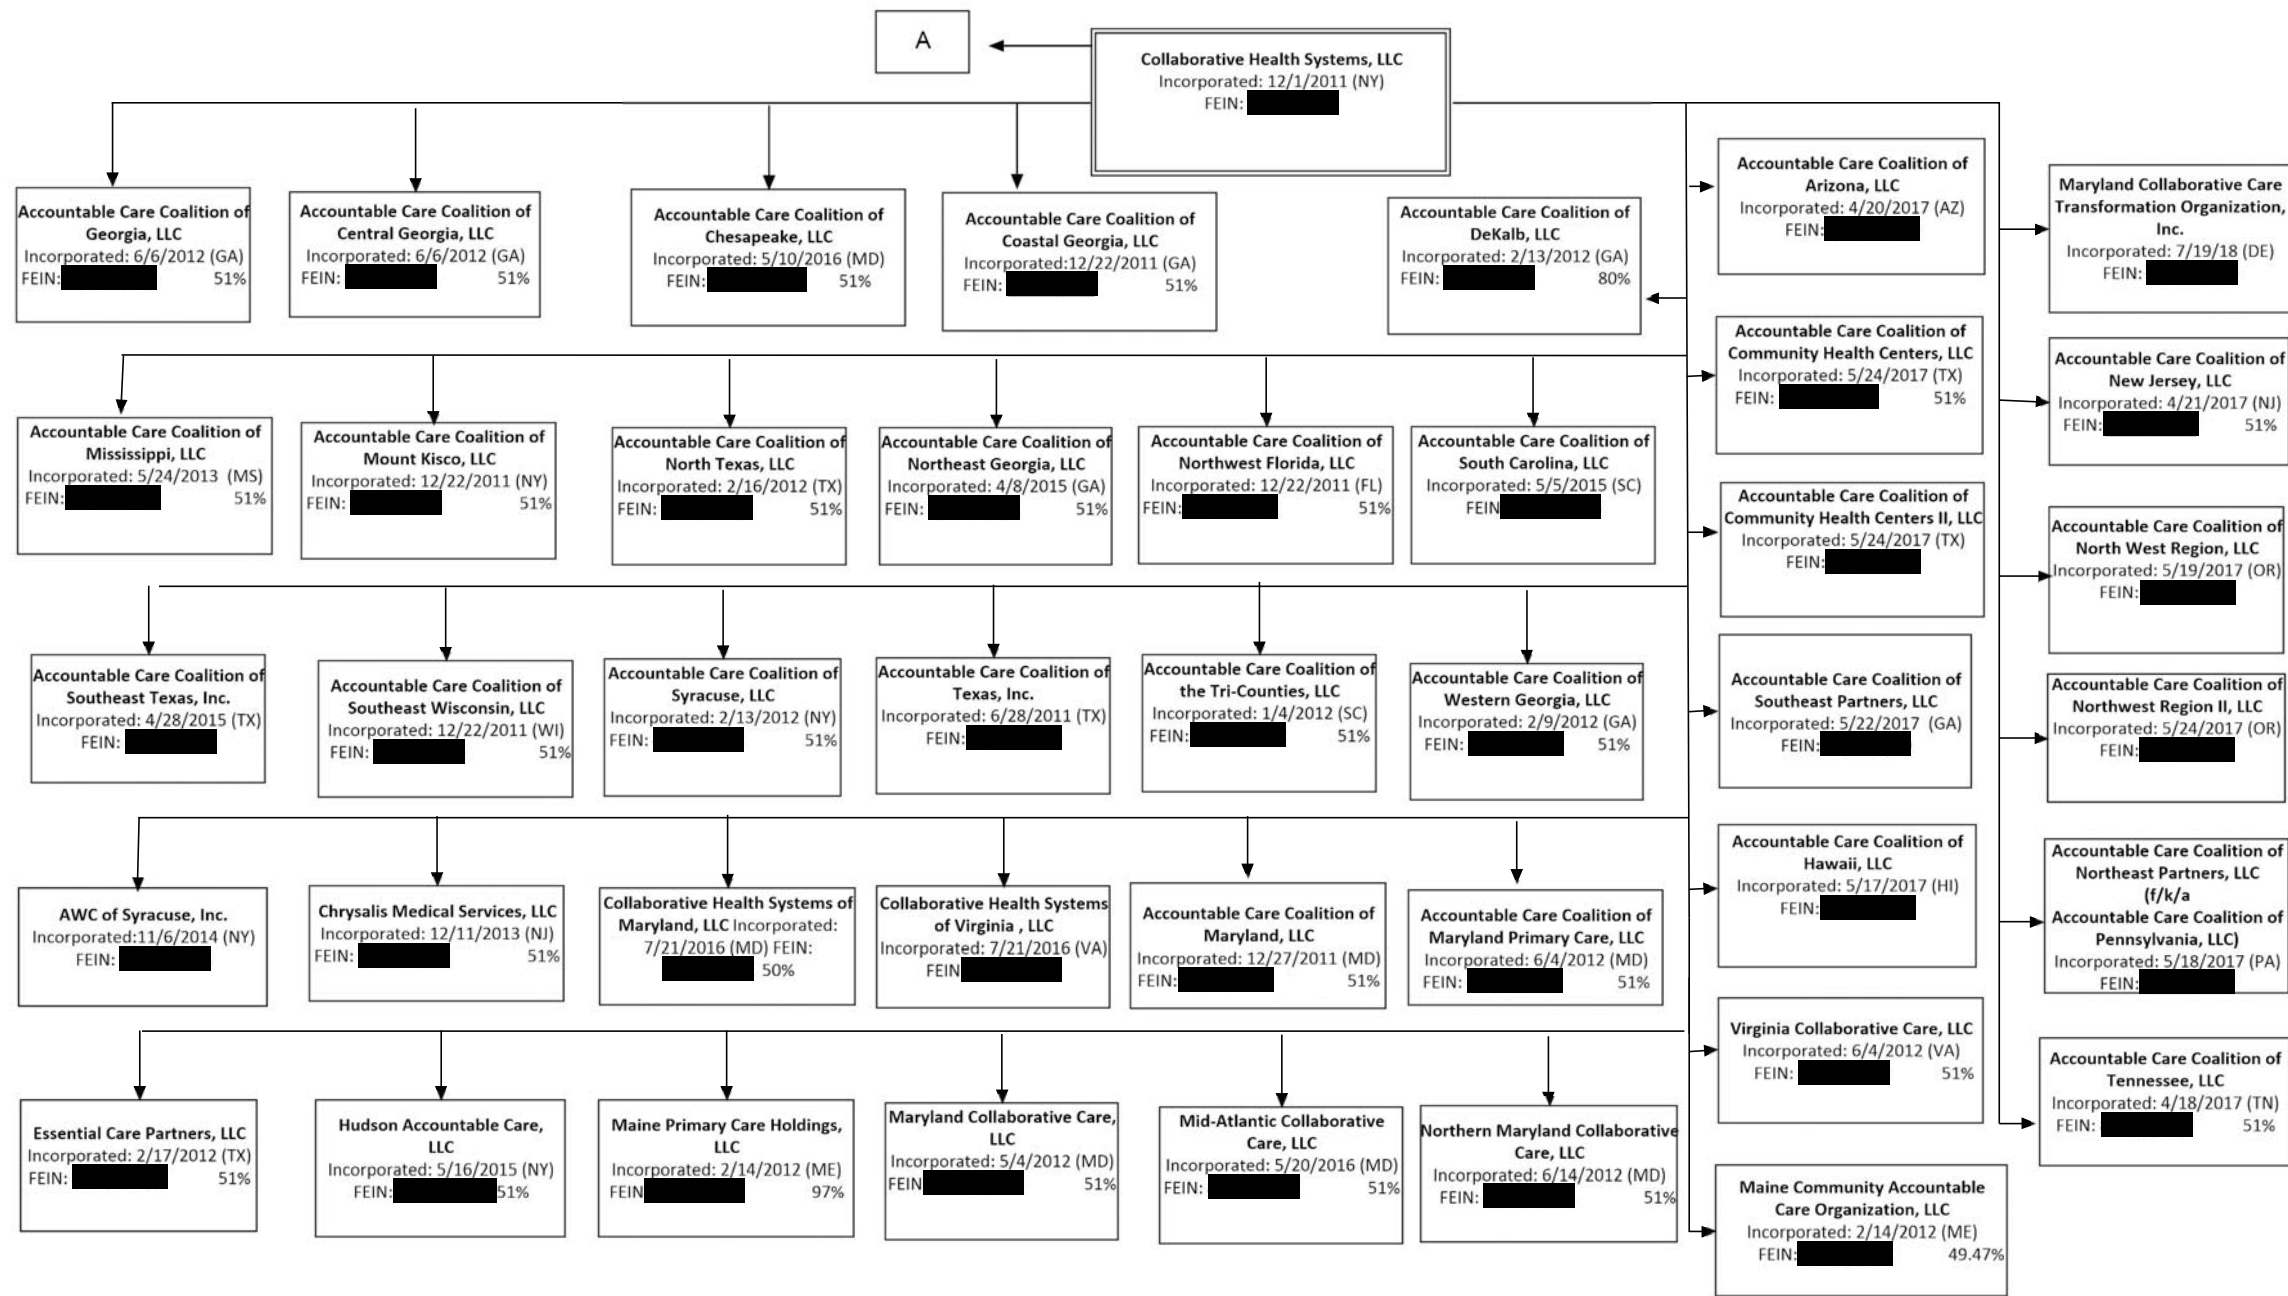 A
Collaborative Health Systems, LLC
Incorporated: 12/1/2011 (NY)
FEIN:
Accountable Care Coalition of
Georgia, LLC
Incorporated: 6/6/2012 (GA)
FEIN: 51%
Accountable Care Coalition of
Central Georgia, LLC
Incorporated: 6/6/2012 (GA)
FEIN: 51%
Accountable Care Coalition of
Chesapeake, LLC
Incorporated: 5/10/2016 (MD)
FEIN: 51%
Accountable Care Coalition of
Coastal Georgia, LLC
Incorporated:12/22/2011 (GA)
FEIN: 51%
Accountable Care Coalition of
DeKalb, LLC
Incorporated: 2/13/2012 (GA)
FEIN: 80%
Accountable Care Coalition of
Arizona, LLC
Incorporated: 4/20/2017 (AZ)
FEIN:
Maryland Collaborative Care
Transformation Organization,
Inc.
Incorporated: 7/19/18 (DE)
FEIN:
Accountable Care Coalition of
Community Health Centers, LLC
Incorporated: 5/24/2017 (TX)
FEIN: 51%
Accountable Care Coalition of
New Jersey, LLC
Incorporated: 4/21/2017 (NJ)
FEIN: 51%
Accountable Care Coalition of
Mississippi, LLC
Incorporated: 5/24/2013 (MS)
FEIN: 51%
Accountable Care Coalition of
Mount Kisco, LLC
Incorporated: 12/22/2011 (NY)
FEIN: 51%
Accountable Care Coalition of
North Texas, LLC
Incorporated: 2/16/2012 (TX)
FEIN: 51%
Accountable Care Coalition of
Northeast Georgia, LLC
Incorporated: 4/8/2015 (GA)
FEIN: 51%
Accountable Care Coalition of
Northwest Florida, LLC
Incorporated: 12/22/2011 (FL)
FEIN: 51%
Accountable Care Coalition of
South Carolina, LLC
Incorporated: 5/5/2015 (SC)
FEIN
Accountable Care Coalition of
Community Health Centers II, LLC
Incorporated: 5/24/2017 (TX)
FEIN:
Accountable Care Coalition of
North West Region, LLC
Incorporated: 5/19/2017 (OR)
FEIN:
Accountable Care Coalition of
Southeast Texas, Inc.
Incorporated: 4/28/2015 (TX)
FEIN:
Accountable Care Coalition of
Southeast Wisconsin, LLC
Incorporated: 12/22/2011 (WI)
FEIN: 51%
Accountable Care Coalition of
Syracuse, LLC
Incorporated: 2/13/2012 (NY)
FEIN: 51%
Accountable Care Coalition of
Texas, Inc.
Incorporated: 6/28/2011 (TX)
FEIN:
Accountable Care Coalition of
the Tri-Counties, LLC
Incorporated: 1/4/2012 (SC)
FEIN: 51%
Accountable Care Coalition of
Western Georgia, LLC
Incorporated: 2/9/2012 (GA)
FEIN: 51%
Accountable Care Coalition of
Southeast Partners, LLC
Incorporated: 5/22/2017 (GA)
FEIN:
Accountable Care Coalition of
Northwest Region II, LLC
Incorporated: 5/24/2017 (OR)
FEIN:
AWC of Syracuse, Inc.
Incorporated:11/6/2014 (NY)
FEIN:
Chrysalis Medical Services, LLC
Incorporated: 12/11/2013 (NJ)
FEIN: 51%
Collaborative Health Systems of
Maryland, LLC Incorporated:
7/21/2016 (MD) FEIN:
50%
Collaborative Health Systems
of Virginia , LLC
Incorporated: 7/21/2016 (VA)
FEIN
Accountable Care Coalition of
Maryland, LLC
Incorporated: 12/27/2011 (MD)
FEIN: 51%
Accountable Care Coalition of
Maryland Primary Care, LLC
Incorporated: 6/4/2012 (MD)
FEIN: 51%
Accountable Care Coalition of
Hawaii, LLC
Incorporated: 5/17/2017 (HI)
FEIN:
Accountable Care Coalition of
Northeast Partners, LLC
(f/k/a
Accountable Care Coalition of
Pennsylvania, LLC)
Incorporated: 5/18/2017 (PA)
FEIN:
Virginia Collaborative Care, LLC
Incorporated: 6/4/2012 (VA)
FEIN: 51%
Accountable Care Coalition of
Tennessee, LLC
Incorporated: 4/18/2017 (TN)
FEIN: 51%
Essential Care Partners, LLC
Incorporated: 2/17/2012 (TX)
FEIN: 51%
Hudson Accountable Care,
LLC
Incorporated: 5/16/2015 (NY)
FEIN: 51%
Maine Primary Care Holdings,
LLC
Incorporated: 2/14/2012 (ME)
FEIN 97%
Maryland Collaborative Care,
LLC
Incorporated: 5/4/2012 (MD)
FEIN 51%
Mid-Atlantic Collaborative
Care, LLC
Incorporated: 5/20/2016 (MD)
FEIN: 51%
Northern Maryland Collaborative
Care, LLC
Incorporated: 6/14/2012 (MD)
FEIN: 51%
Maine Community Accountable
Care Organization, LLC
Incorporated: 2/14/2012 (ME)
FEIN: 49.47%